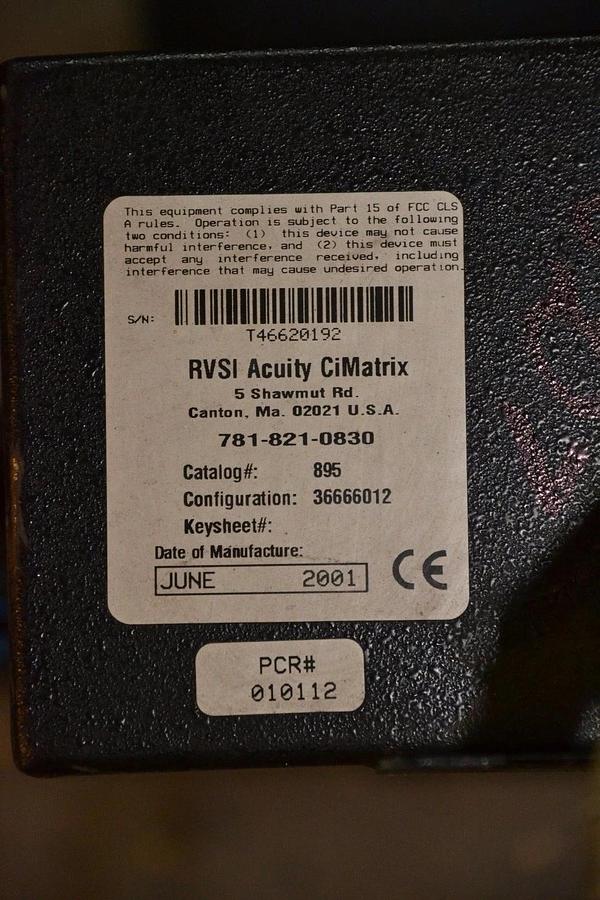 This equipment complies with Part 15 of FCC CLS
A rules. Operation is subject to the following
two conditions: (1) this device may not cause
harmful interference, and (2) this device must
accept any interference received, including
interference that may cause undesired operation.
S/N:
T46620192
RVSI Acuity CiMatrix
5 Shawmut Rd.
Canton, Ma. 02021 U.S.A.
781-821-0830
Catalog#: 895
Configuration: 36666012
Keysheet#:
Date of Manufacture:
JUNE 2001 CE
PCR#
010112